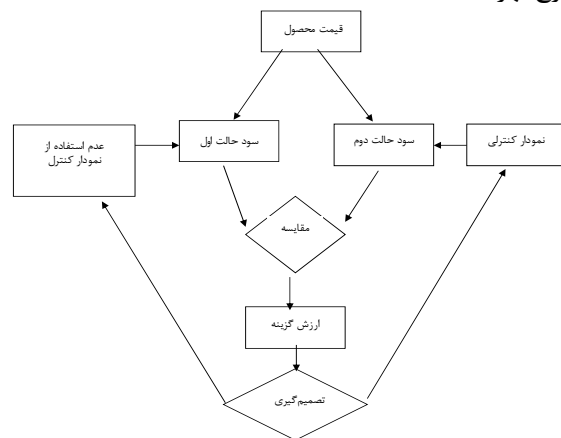 قیمت محصول
عدم استفاده از
نمودار کنترل
سود حالت اول
سود حالت دوم
نمودار کنترلی
مقایسه
ارزش گزینه
تصمیم‌گیری